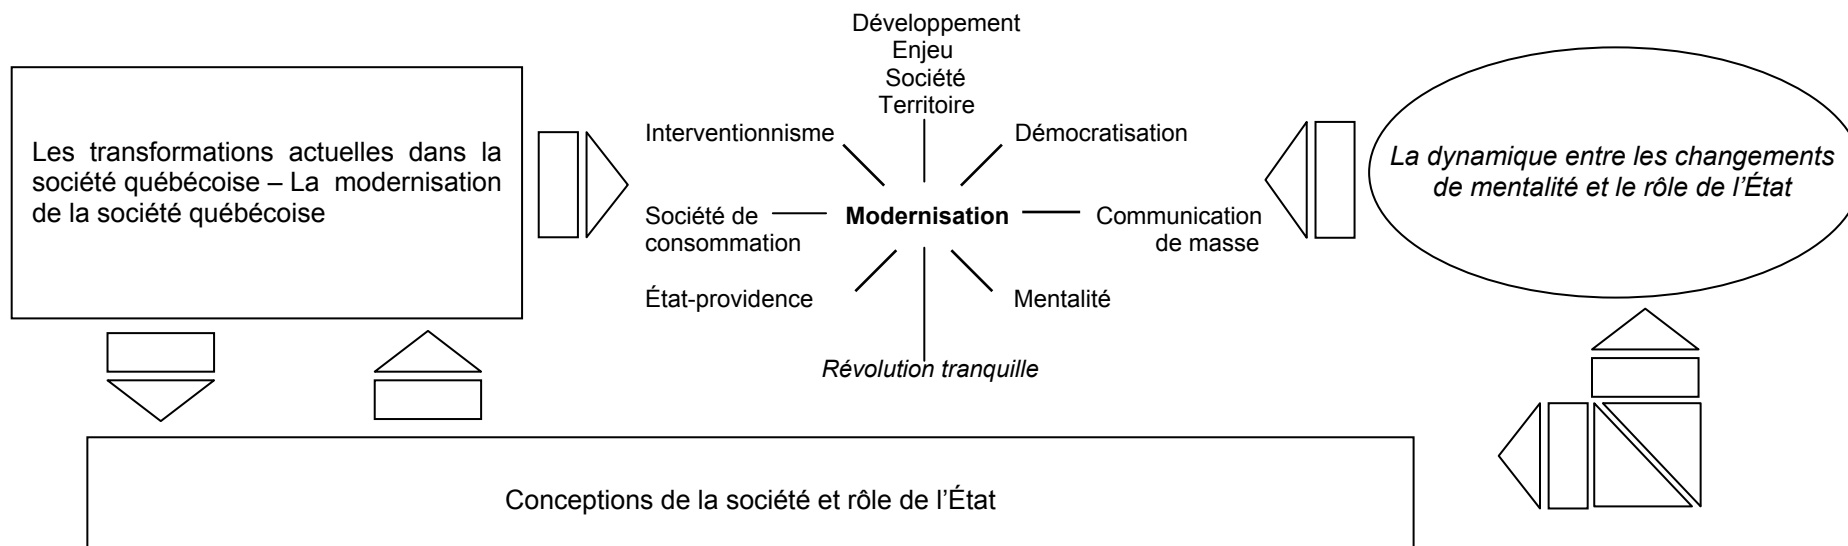 Développement
Enjeu
Société
Territoire
Les transformations actuelles dans la
société québécoise – La modernisation
de la société québécoise
Interventionnisme
Démocratisation
Société de
consommation
Modernisation
Communication
de masse
État-providence
Mentalité
Révolution tranquille
La dynamique entre les changements
de mentalité et le rôle de l’État
Conceptions de la société et rôle de l’État